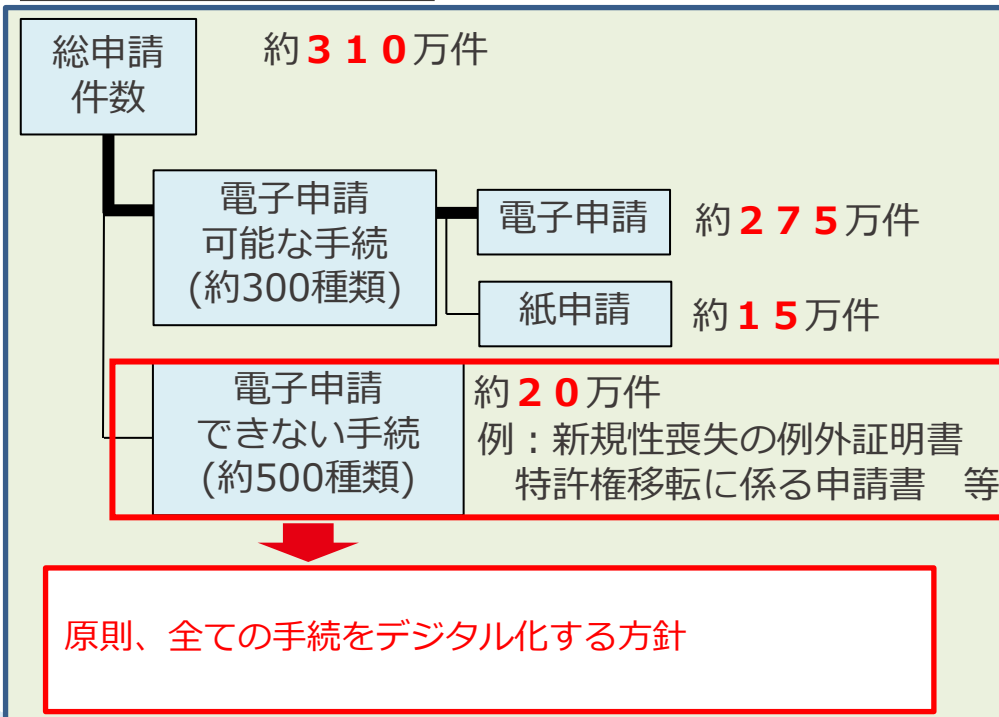 総申請
件数
約３１０万件
電子申請
可能な手続
(約300種類)
電子申請
約２７５万件
紙申請
約１５万件
電子申請
できない手続
(約500種類)
約２０万件
例：新規性喪失の例外証明書
特許権移転に係る申請書　等
原則、全ての手続をデジタル化する方針